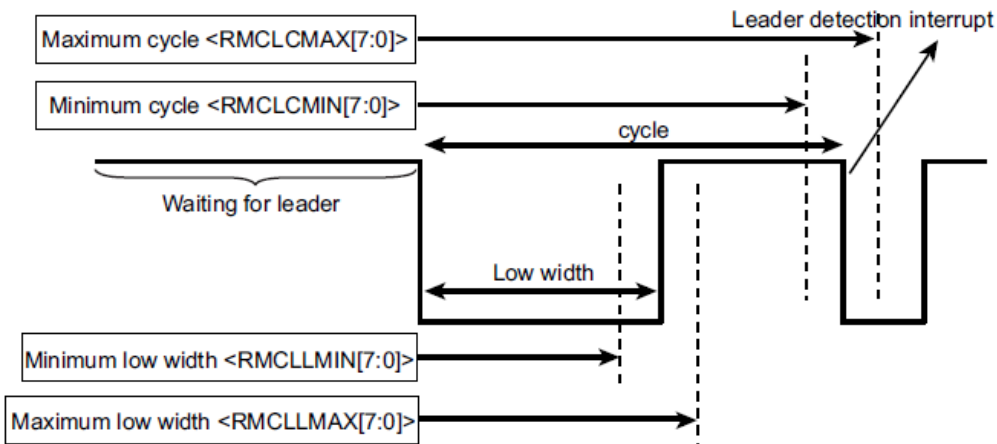 Leader detection interrupt
Maximum cycle <RMCLCMAX[7:0]>
Minimum cycle <RMCLCMIN[7:0]>
cycle
Waiting for leader
Low width
Minimum low width <RMCLLMIN[7:0]>
Maximum low width <RMCLLMAX[7:0]>